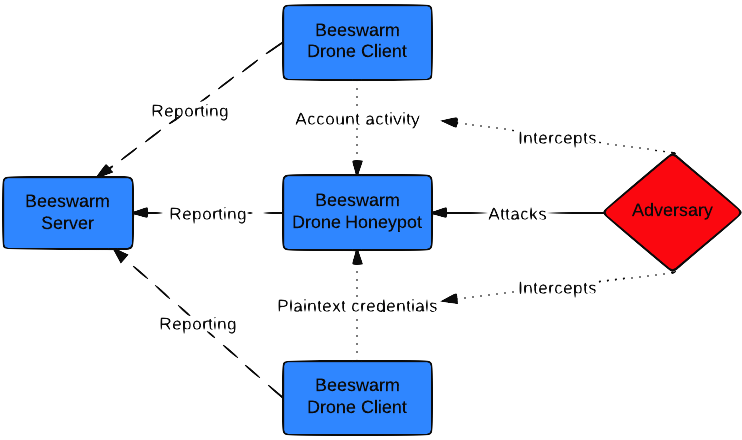 Beeswarm
Drone Client
Reporting
Account activity
Intercepts
Beeswarm
Server
Reporting
Beeswarm
Drone Honeypot
Attacks
Adversary
Intercepts
Plaintext credentials
Reporting
Beeswarm
Drone Client